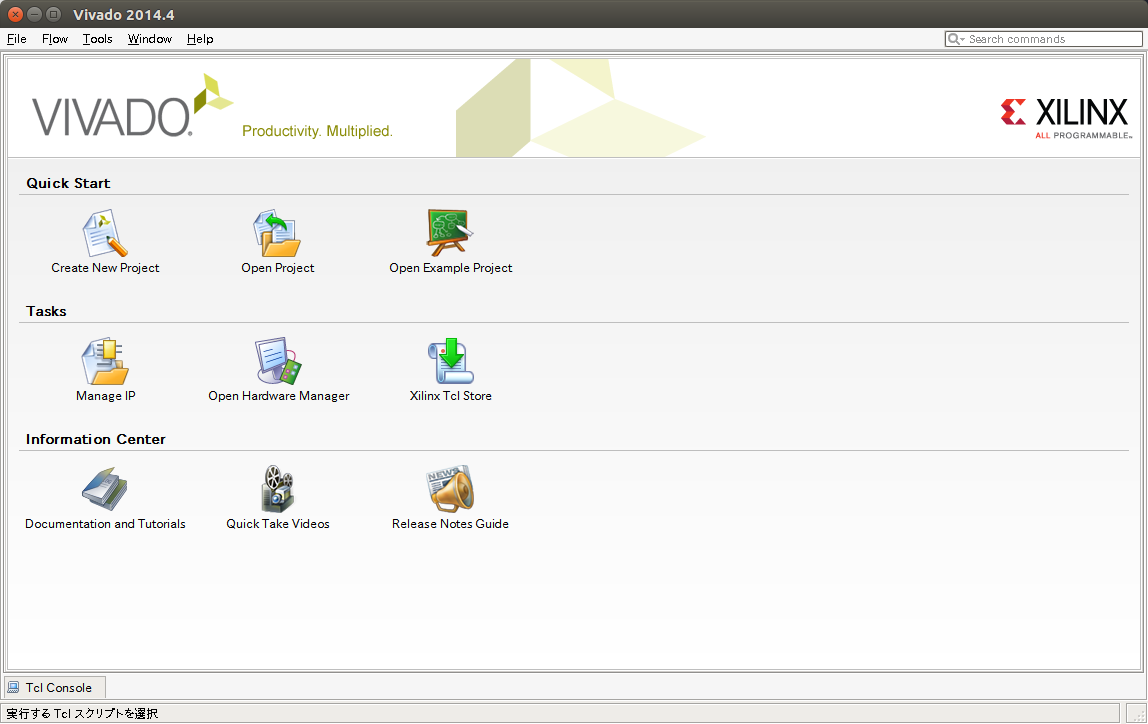 Vivado 2014.4
File Flow Tools Window Help Search commands
VIVADO.
Productivity. Multiplied.
XILINX
ALL PROGRAMMABLE™
Quick Start
Create New Project Open Project Open Example Project
Tasks
Manage IP Open Hardware Manager Xilinx Tcl Store
Information Center
NEWS
Documentation and Tutorials Quick Take Videos Release Notes Guide
Tcl Console
実行する Tcl スクリプトを選択